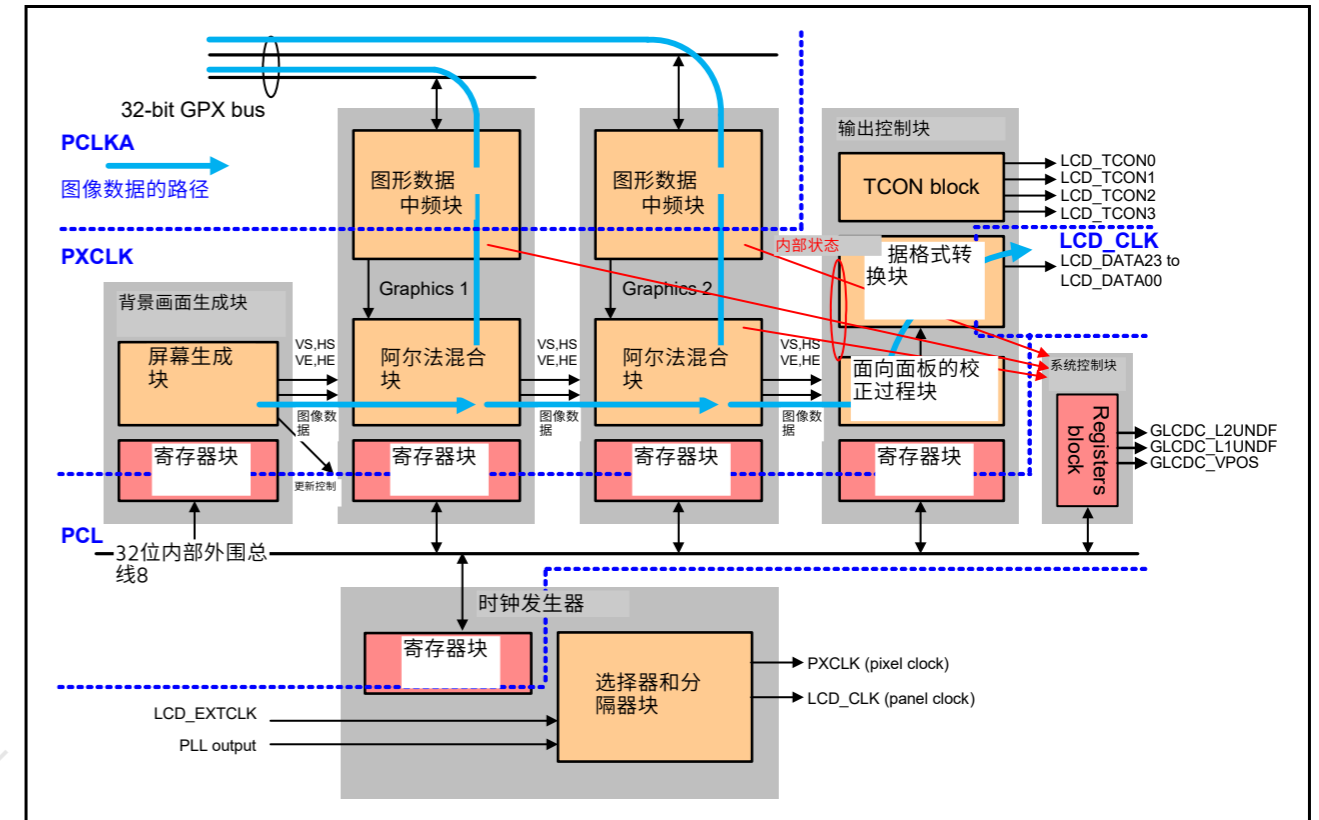 32-bit GPX bus
PCLKA
图像数据的路径
PXCLK
图形数据
中频块
图形数据
中频块
输出控制块
TCON block
LCD_TCON0
LCD_TCON1
LCD_TCON2
LCD_TCON3
内部状态
据格式转
换块
LCD_CLK
LCD_DATA23 to
LCD_DATA00
背景画面生成块
屏幕生成
块
VS,HS
VE,HE
图像数
据
更新控制
Graphics 1
阿尔法混合
块
VS,HS
VE,HE
图像数
据
Graphics 2
阿尔法混合
块
VS,HS
VE,HE
图像数
据
面向面板的校
正过程块
系统控制块
Registers
block
GLCDC_L2UNDF
GLCDC_L1UNDF
GLCDC_VPOS
寄存器块
寄存器块
寄存器块
寄存器块
PCL
32位内部外围总
线8
时钟发生器
寄存器块
选择器和分
隔器块
PXCLK (pixel clock)
LCD_CLK (panel clock)
LCD_EXTCLK
PLL output